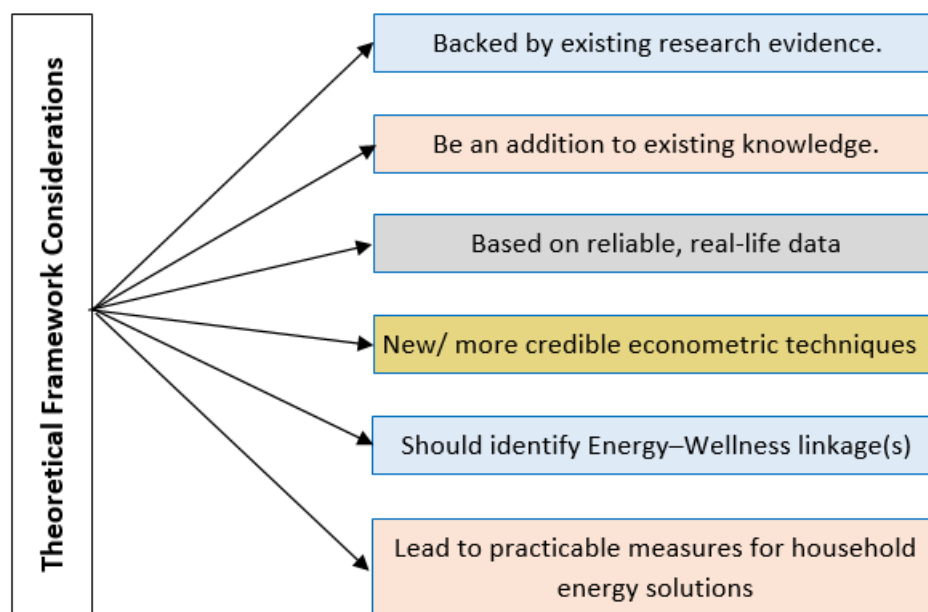 Theoretical Framework Considerations
Backed by existing research evidence.
Be an addition to existing knowledge.
Based on reliable, real-life data
New/ more credible econometric techniques
Should identify Energy–Wellness linkage(s)
Lead to practicable measures for household
energy solutions